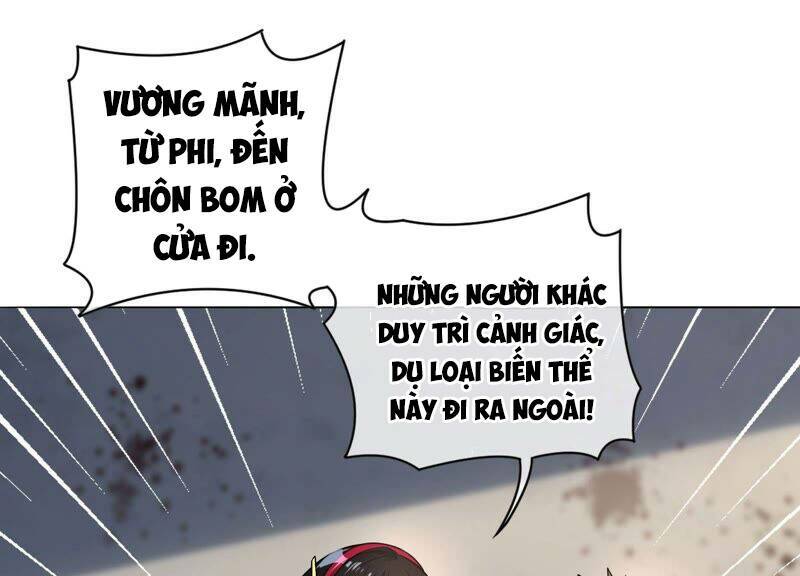 VƯƠNG MÃNH,
TỪ PHI, ĐẾN
CHÔN BOM Ở
CỬA ĐI.
NHỮNG NGƯỜI KHÁC
DUY TRÌ CẢNH GIÁC,
DỤ LOẠI BIẾN THỂ
NÀY ĐI RA NGOÀI!